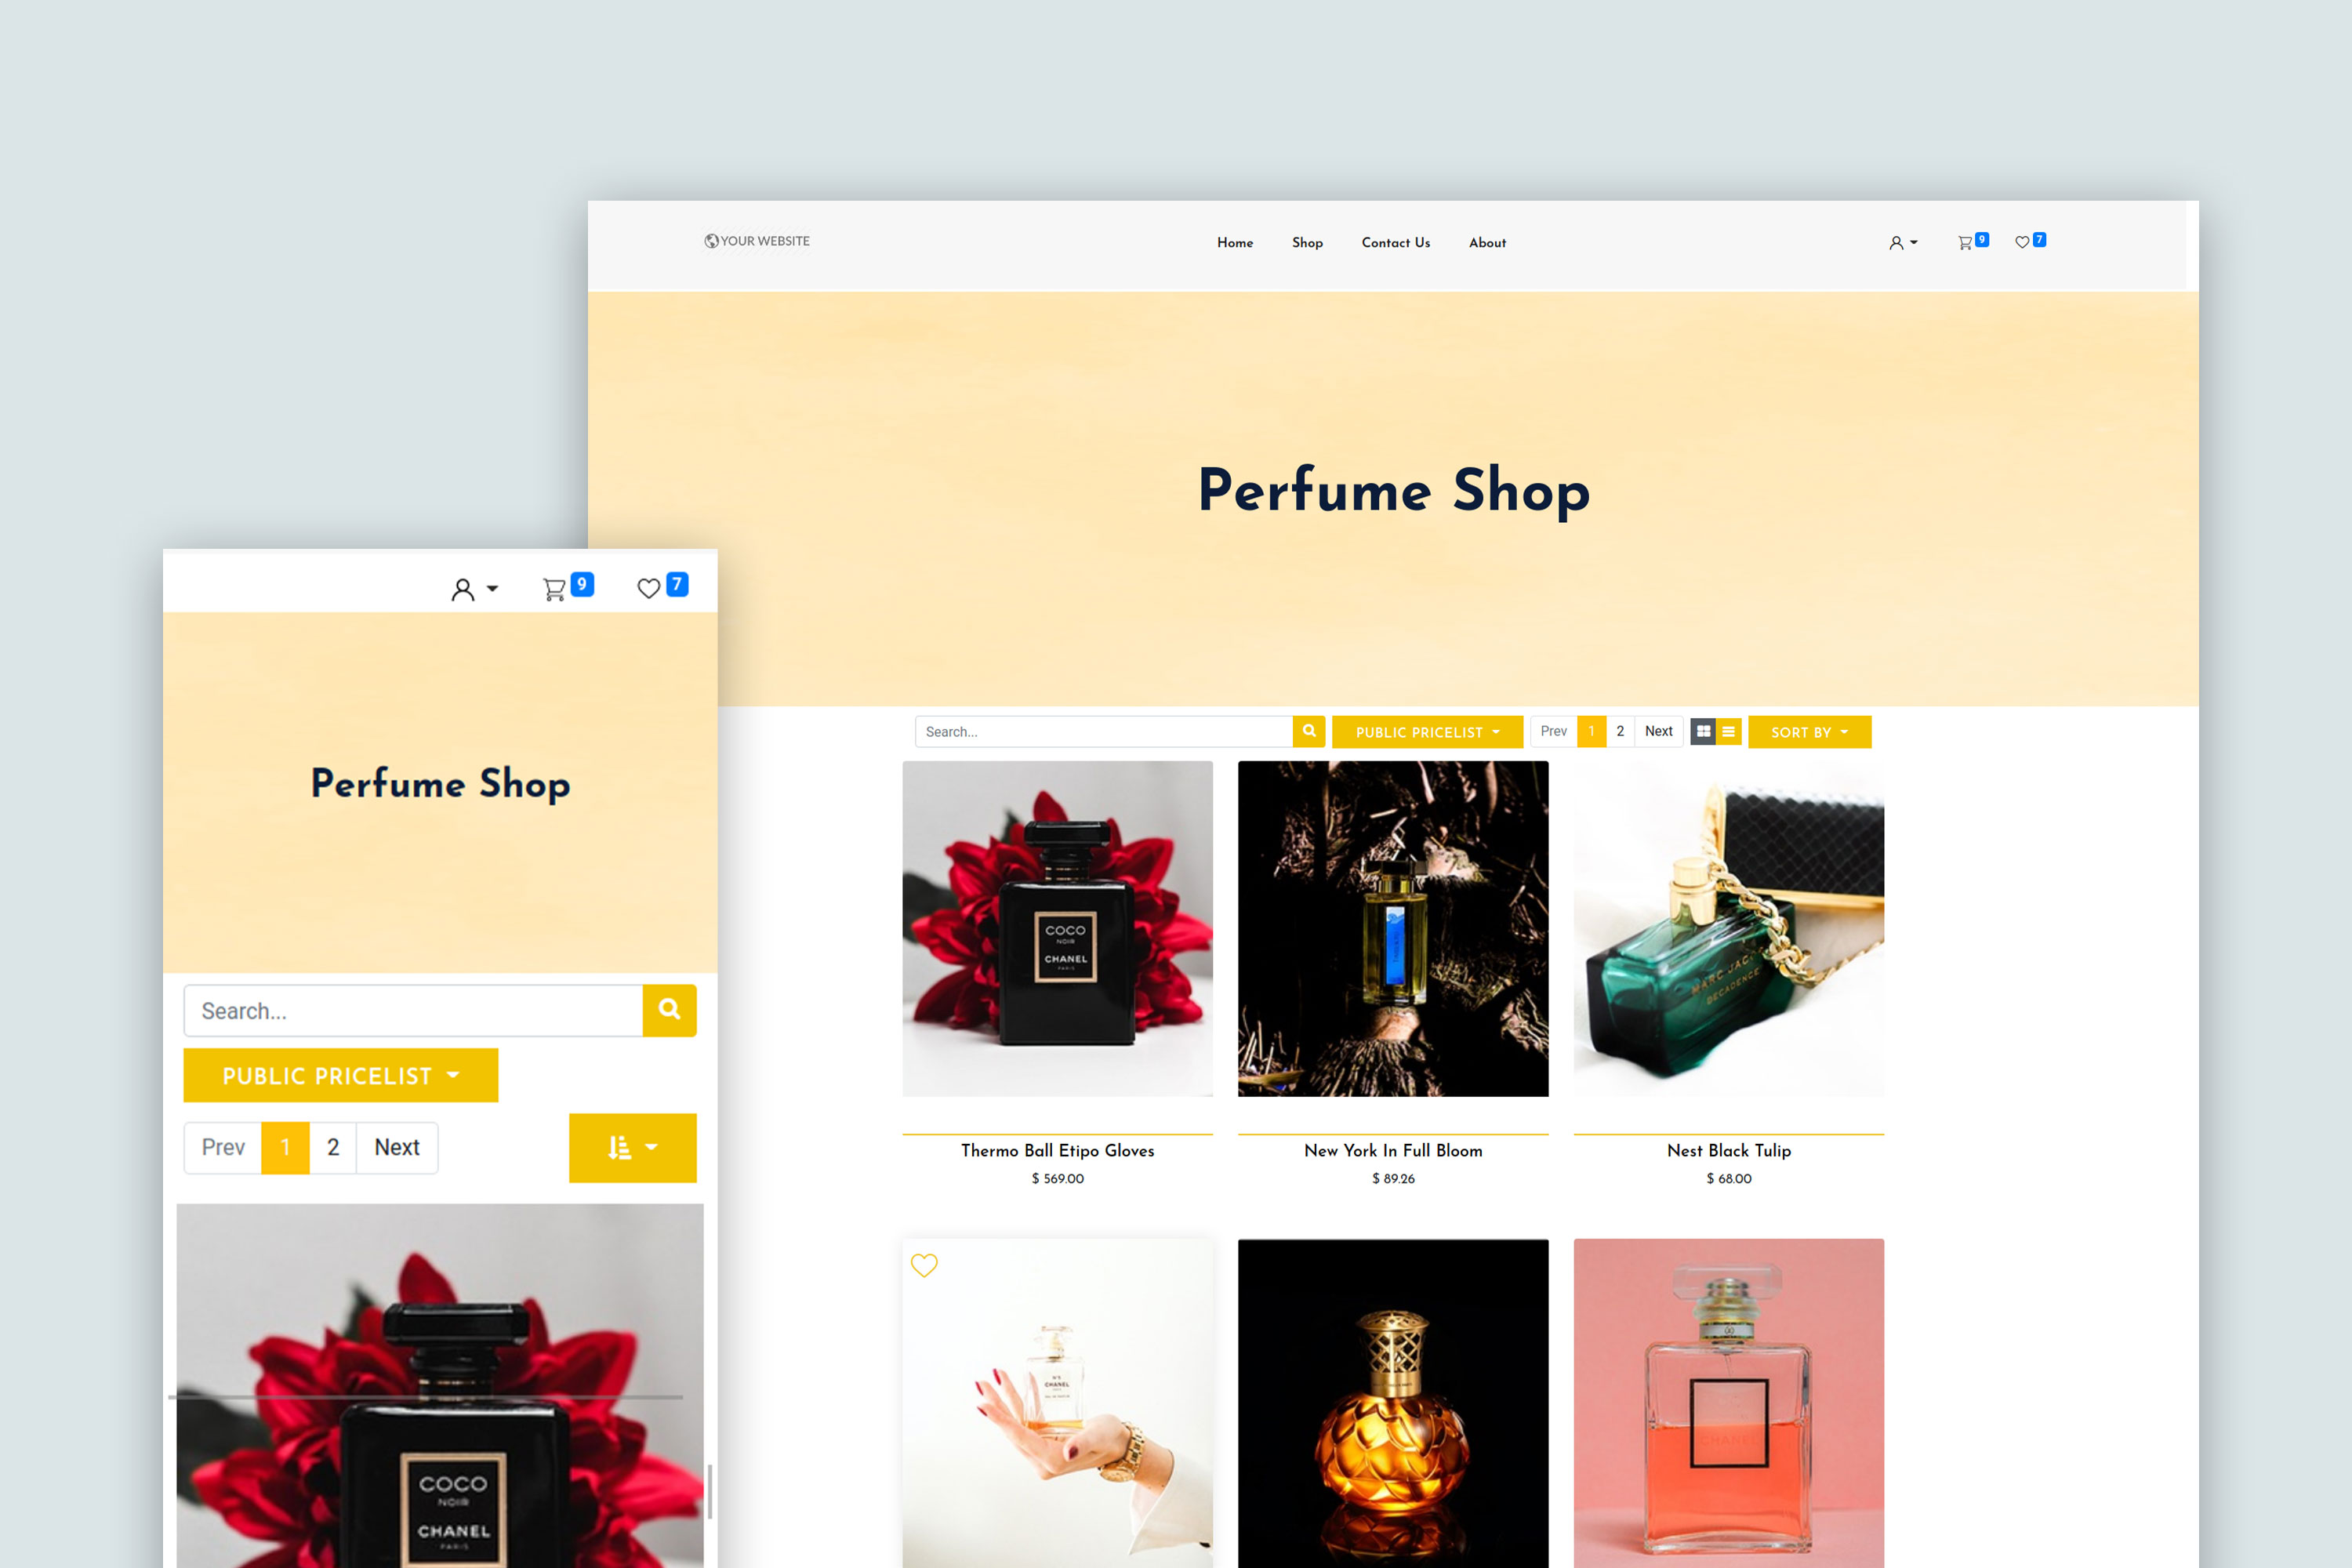 YOUR WEBSITE
Home Shop Contact Us About
9 7
Perfume Shop
Search... PUBLIC PRICELIST Prev 1 2 Next SORT BY
COCO
NOIR
CHANEL
PARIS
MARC JACOBS
DECADENCE
Thermo Ball Etipo Gloves New York In Full Bloom Nest Black Tulip
$ 569.00 $ 89.26 $ 68.00
N°5
CHANEL
CHANEL
9 7
Perfume Shop
Search...
PUBLIC PRICELIST
Prev 1 2 Next
COCO
NOIR
CHANEL
PARIS